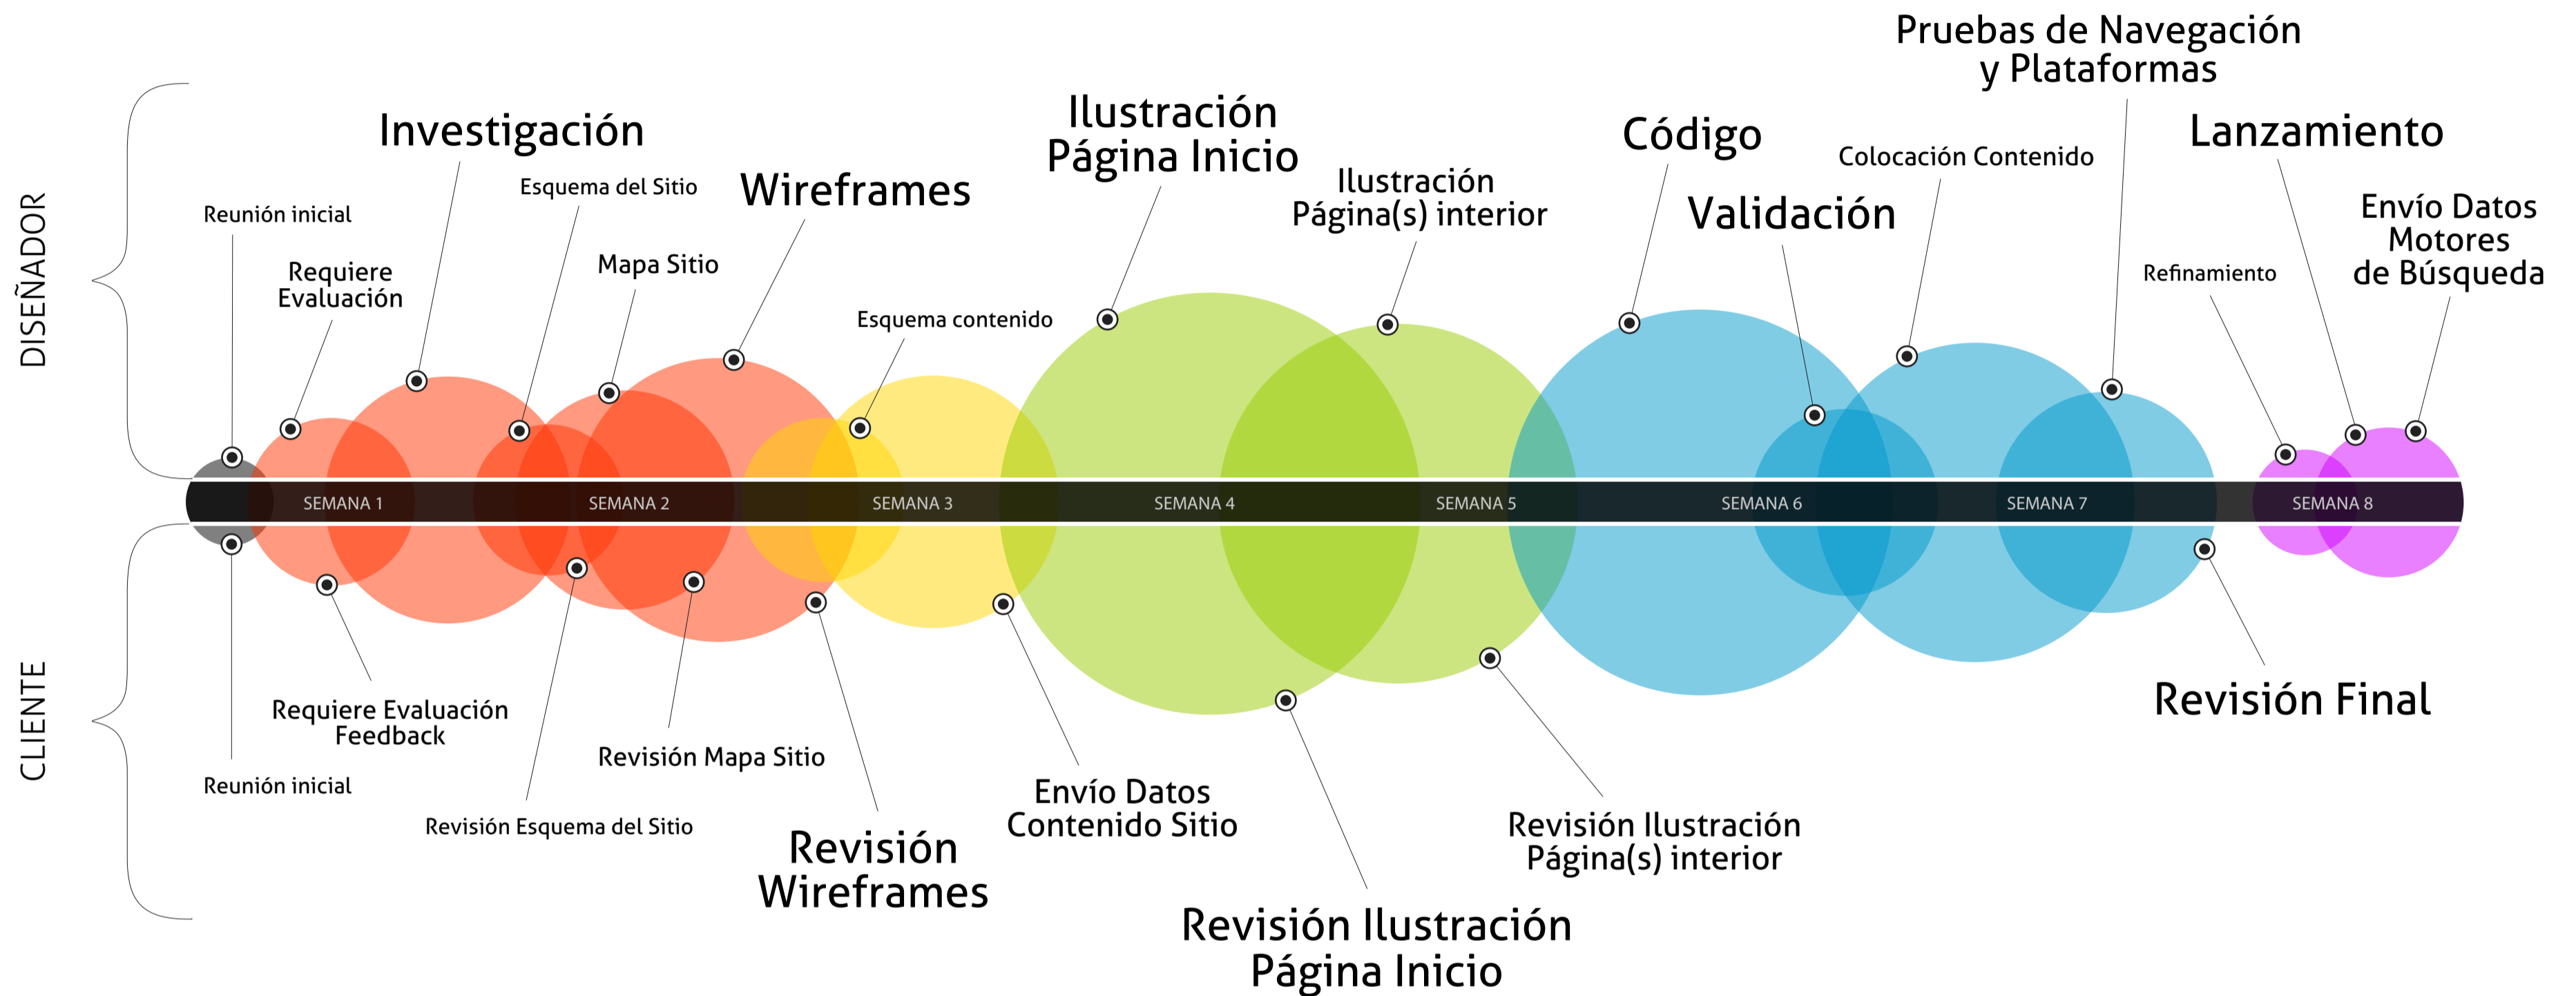 DISEÑADOR
Reunión inicial
Requiere
Evaluación
Investigación
Esquema del Sitio
Mapa Sitio
Wireframes
Esquema contenido
Ilustración
Página Inicio
Ilustración
Página(s) interior
Código
Validación
Colocación Contenido
Pruebas de Navegación
y Plataformas
Refinamiento
Lanzamiento
Envío Datos
Motores
de Búsqueda
SEMANA 1
SEMANA 2
SEMANA 3
SEMANA 4
SEMANA 5
SEMANA 6
SEMANA 7
SEMANA 8
CLIENTE
Reunión inicial
Requiere Evaluación
Feedback
Revisión Esquema del Sitio
Revisión Mapa Sitio
Revisión
Wireframes
Envío Datos
Contenido Sitio
Revisión Ilustración
Página Inicio
Revisión Ilustración
Página(s) interior
Revisión Final